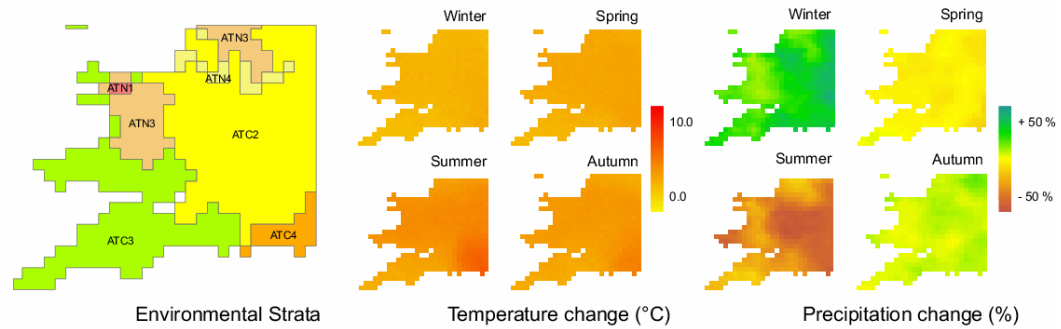 ATN3
ATN4
ATN1
ATN3
ATC2
ATC3
ATC4
Environmental Strata
Winter
Spring
Summer
Autumn
10.0
0.0
Temperature change (°C)
Winter
Spring
Summer
Autumn
+ 50 %
- 50 %
Precipitation change (%)